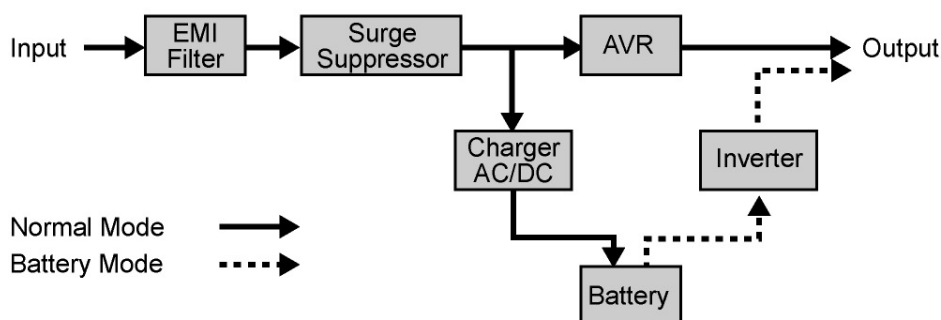 Input
EMI
Filter
Surge
Suppressor
AVR
Output
Charger
AC/DC
Inverter
Normal Mode
Battery Mode
Battery